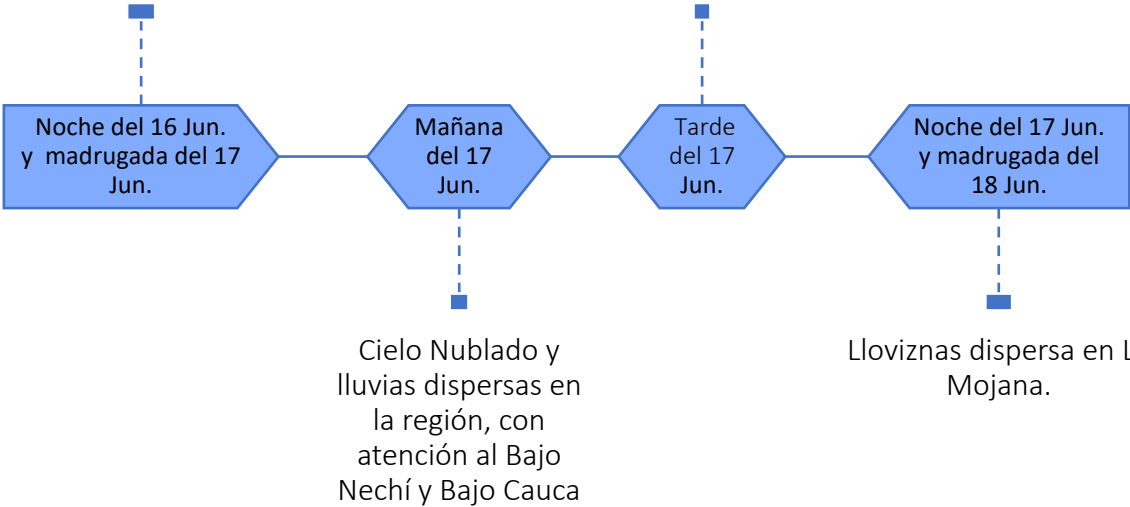 Noche del 16 Jun.
y madrugada del 17
Jun.
Mañana
del 17
Jun.
Tarde
del 17
Jun.
Noche del 17 Jun.
y madrugada del
18 Jun.
Cielo Nublado y
lluvias dispersas en
la región, con
atención al Bajo
Nechí y Bajo Cauca
Lloviznas dispersa en
Mojana.